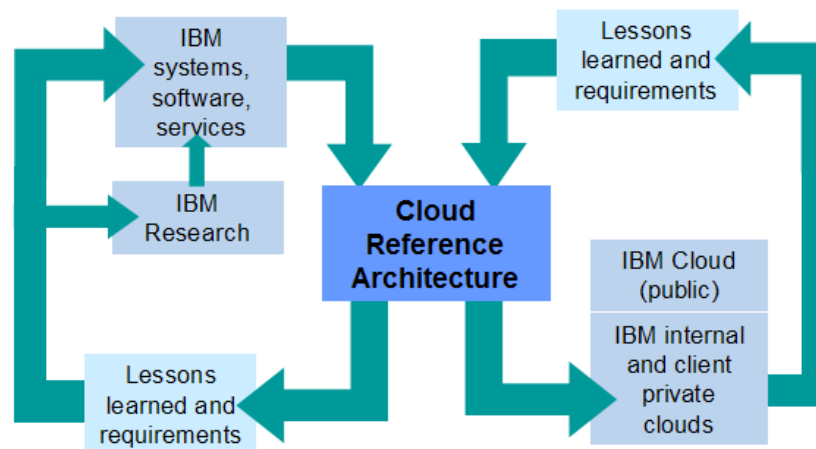 IBM
systems,
software,
services
Lessons
learned and
requirements
IBM
Research
Cloud
Reference
Architecture
IBM Cloud
(public)
IBM internal
and client
private
clouds
Lessons
learned and
requirements